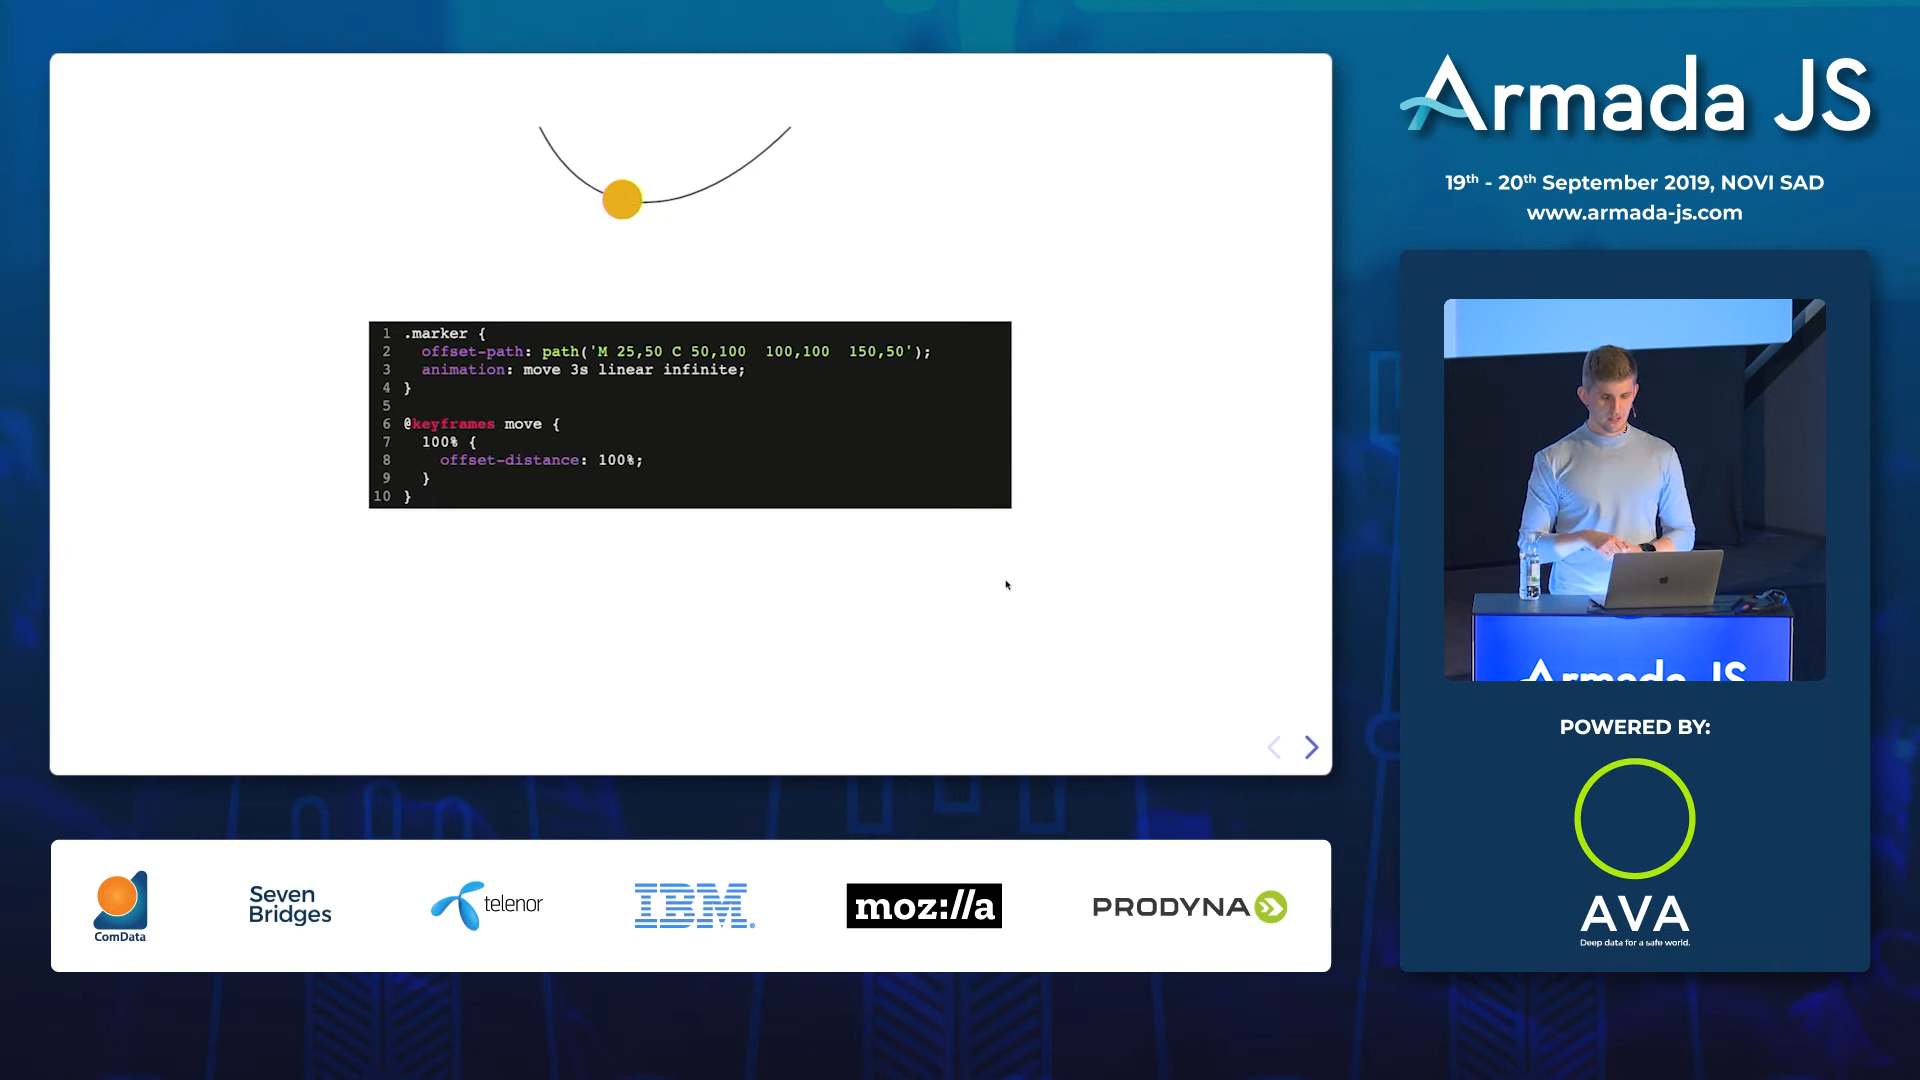 1 .marker {
2 offset-path: path('M 25,50 C 50,100  100,100  150,50');
3 animation: move 3s linear infinite;
4 }
5
6 @keyframes move {
7 100% {
8 offset-distance: 100%;
9 }
10 }
Armada JS
19th - 20th September 2019, NOVI SAD
www.armada-js.com
Armada JS
POWERED BY:
AVA
Deep data for a safe world.
ComData
Seven
Bridges
telenor
IBM®
moz://a
PRODYNA